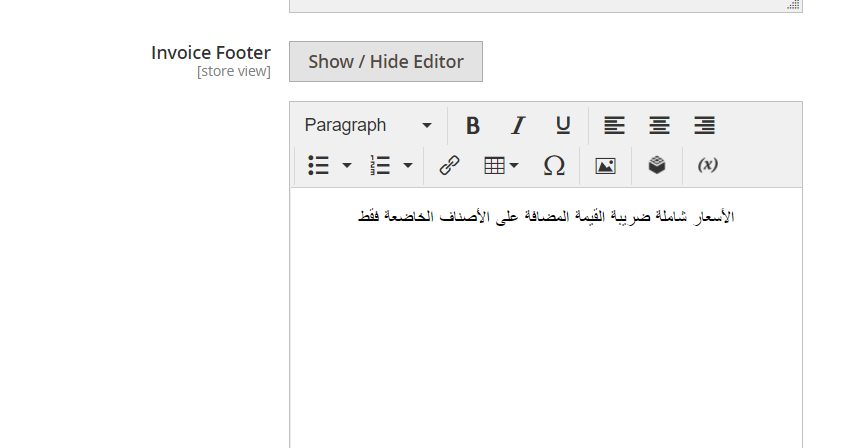 Invoice Footer
[store view]
Show / Hide Editor
Paragraph
الأسعار شاملة ضريبة القيمة المضافة على الأصناف الخاضعة فقط